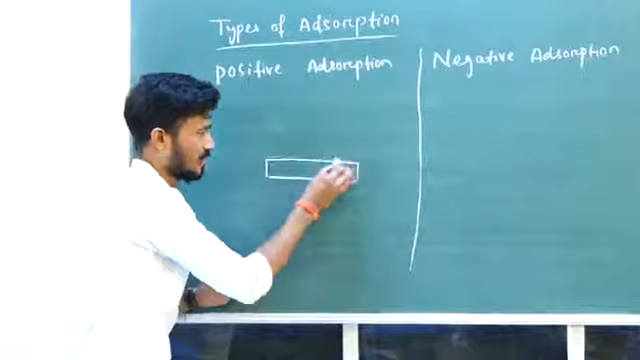 Types of Adsorption
positive Adsorption
Negative Adsorption